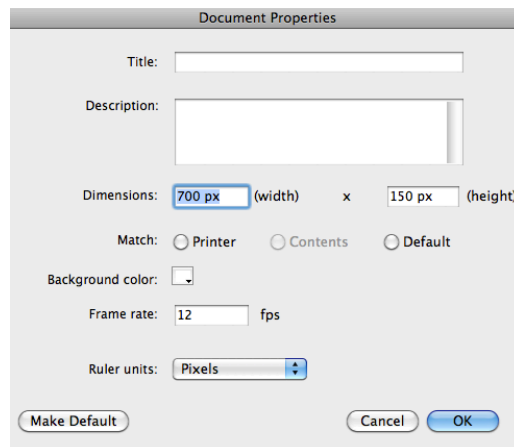 Document Properties
Title:
Description:
Dimensions: 700 px (width) x 150 px (height)
Match: Printer Contents Default
Background color:
Frame rate: 12 fps
Ruler units: Pixels
Make Default Cancel OK